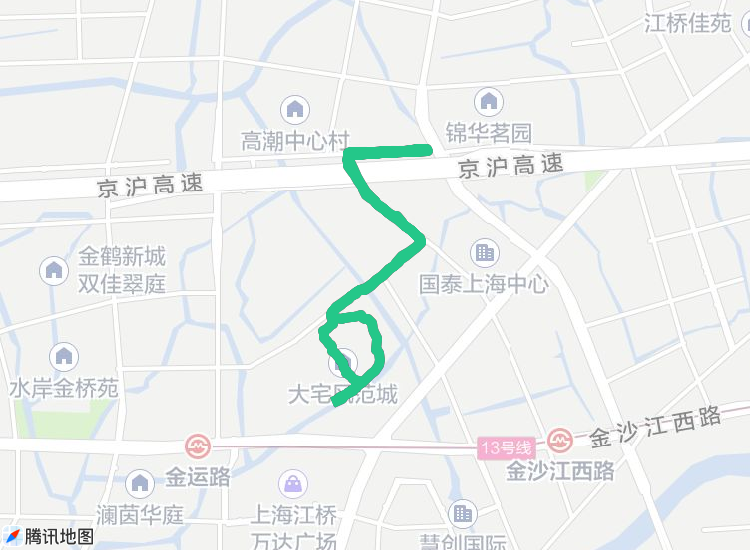 江桥佳苑
锦华茗园
高潮中心村
京沪高速
京沪高速
金鹤新城
双佳翠庭
国泰上海中心
水岸金桥苑
大宅风范城
金沙江西路
13号线
金沙江西路
金运路
澜茵华庭
上海江桥
万达广场
慧创国际
腾讯地图